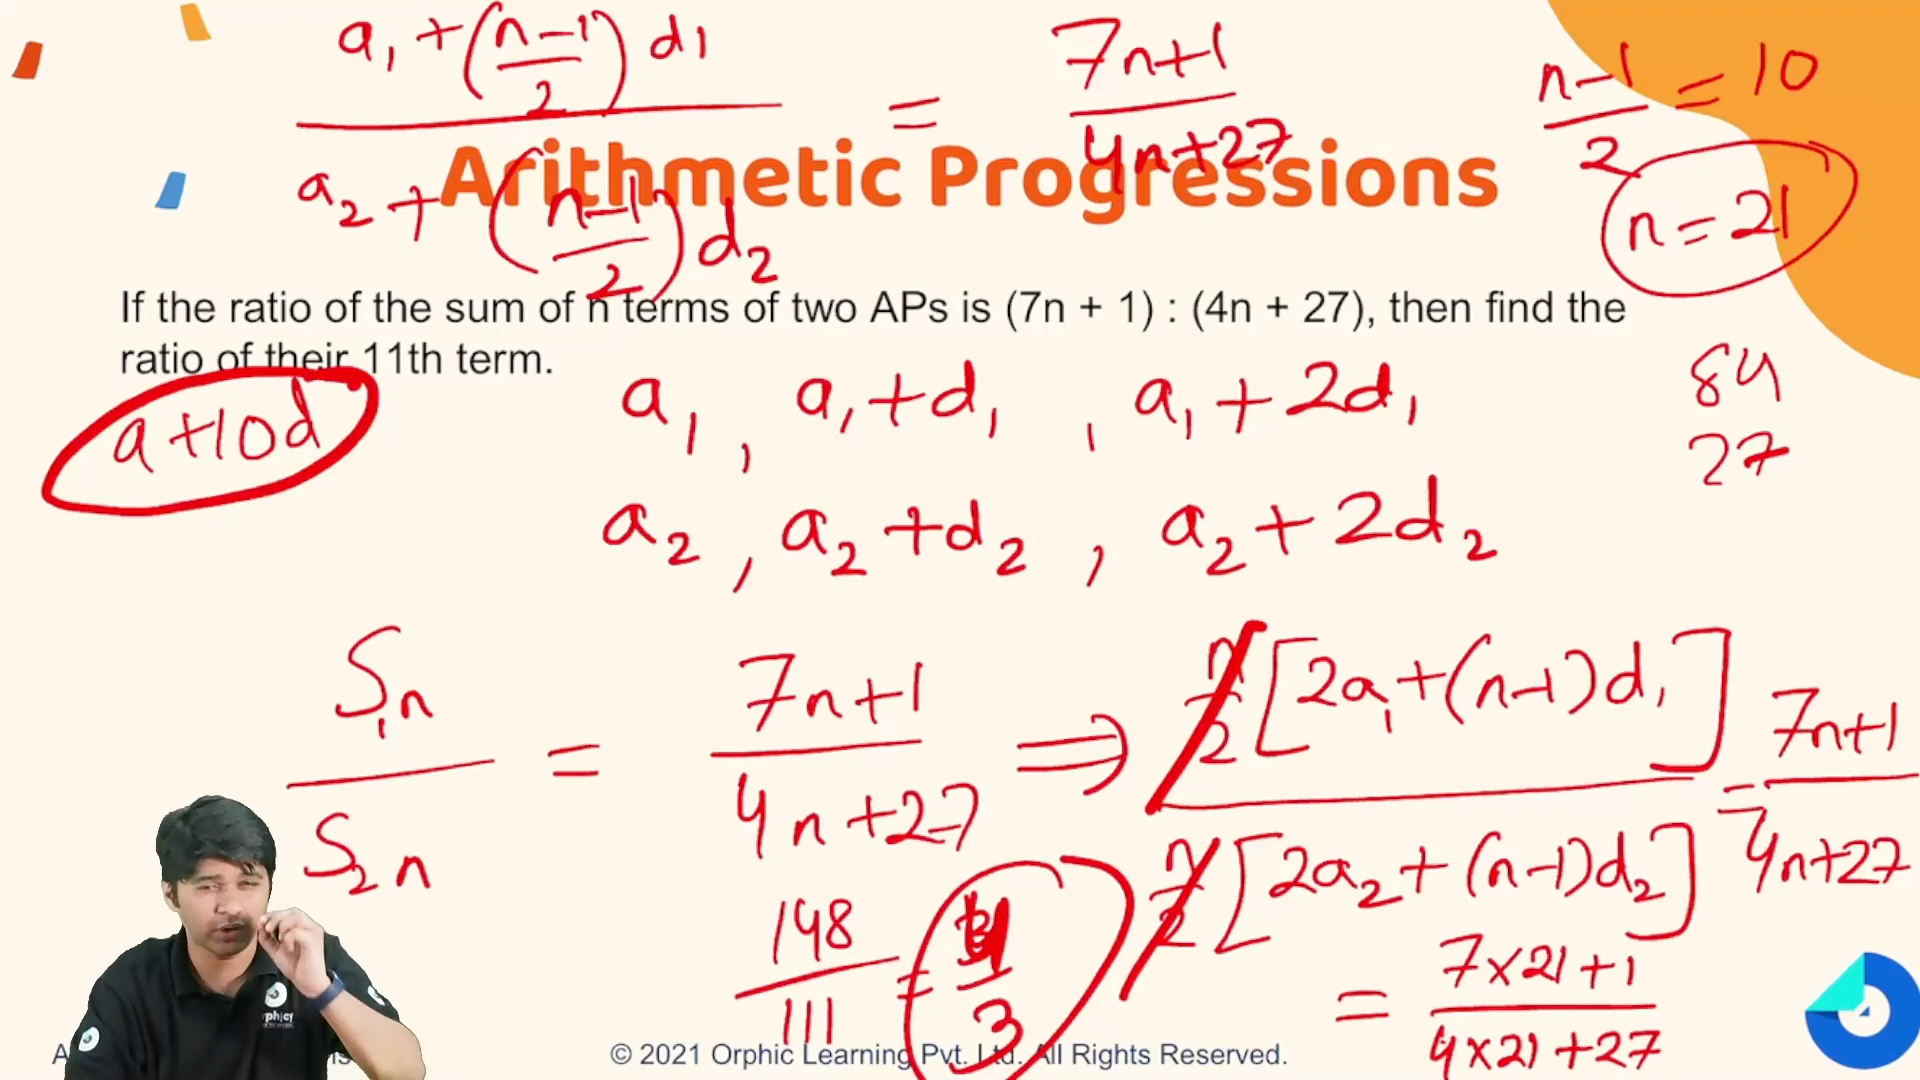 a₁ + ((n-1)/2) d₁ / a₂ + ((n-1)/2) d₂ = (7n+1)/(4n+27)
(n-1)/2 = 10
n = 21
Arithmetic Progressions
If the ratio of the sum of n terms of two APs is (7n + 1) : (4n + 27), then find the
ratio of their 11th term.
a+10d
a₁ , a₁+d₁ , a₁+2d₁
84
27
a₂ , a₂+d₂ , a₂+2d₂
S₁n / S₂n = (7n+1)/(4n+27) ⇒ n/2 [2a₁+(n-1)d₁] / n/2 [2a₂+(n-1)d₂] = (7n+1)/(4n+27)
= (7×21+1)/(4×21+27)
148/111 = 4/3
© 2021 Orphic Learning Pvt. Ltd. All Rights Reserved.